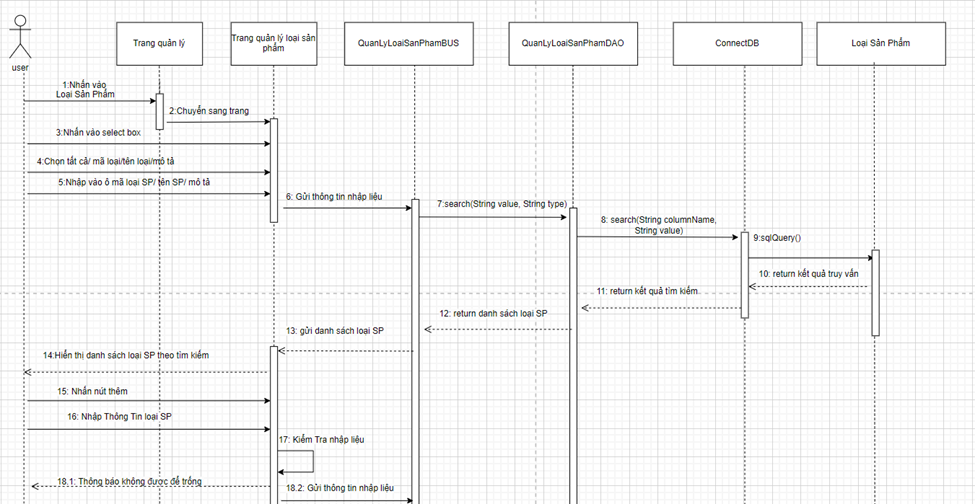 Trang quản lý
Trang quản lý loại sản
phẩm
QuanLyLoaiSanPhamBUS
QuanLyLoaiSanPhamDAO
ConnectDB
Loại Sản Phẩm
user
1:Nhấn vào
Loại Sản Phẩm
2:Chuyển sang trang
3:Nhấn vào select box
4:Chọn tất cả/ mã loại/tên loại/mô tả
5:Nhập vào ô mã loại SP/ tên SP/ mô tả
6: Gửi thông tin nhập liệu
7:search(String value, String type)
8: search(String columnName,
String value)
9:sqlQuery()
10: return kết quả truy vấn
11: return kết quả tìm kiếm
12: return danh sách loại SP
13: gửi danh sách loại SP
14:Hiển thị danh sách loại SP theo tìm kiếm
15: Nhấn nút thêm
16: Nhập Thông Tin loại SP
17: Kiểm Tra nhập liệu
18.1: Thông báo không được để trống
18.2: Gửi thông tin nhập liệu